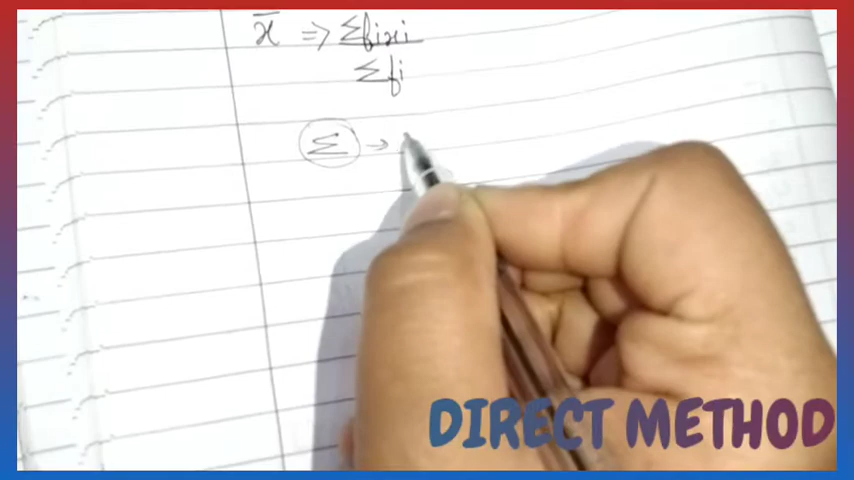 x̄ => Σfixi
Σfi
Σ →
DIRECT METHOD